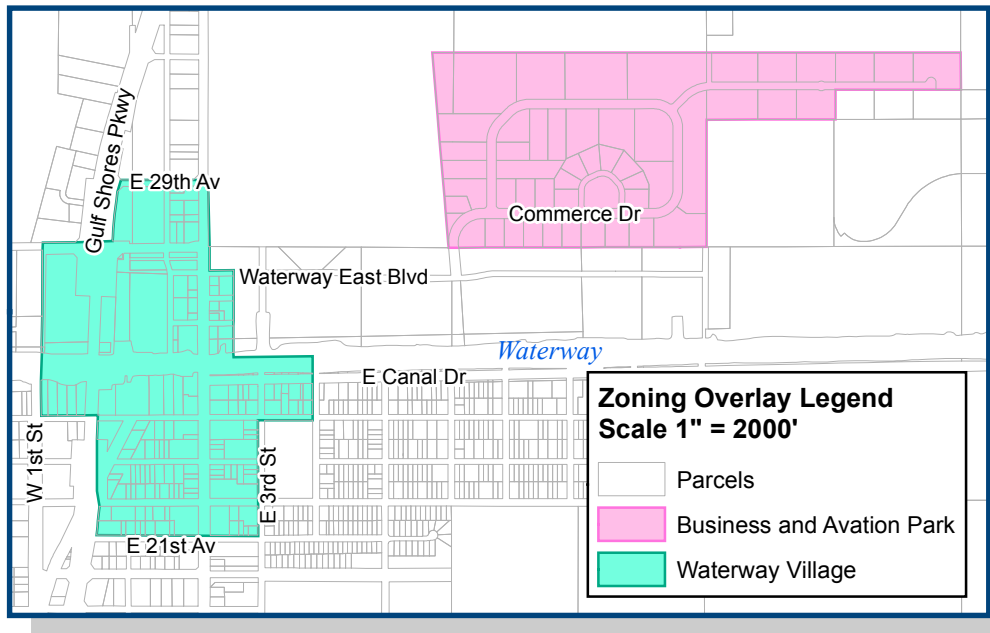 Gulf Shores Pkwy
E 29th Av
Commerce Dr
Waterway East Blvd
Waterway
E Canal Dr
W 1st St
E 3rd St
E 21st Av
Zoning Overlay Legend
Scale 1" = 2000'
Parcels
Business and Avation Park
Waterway Village